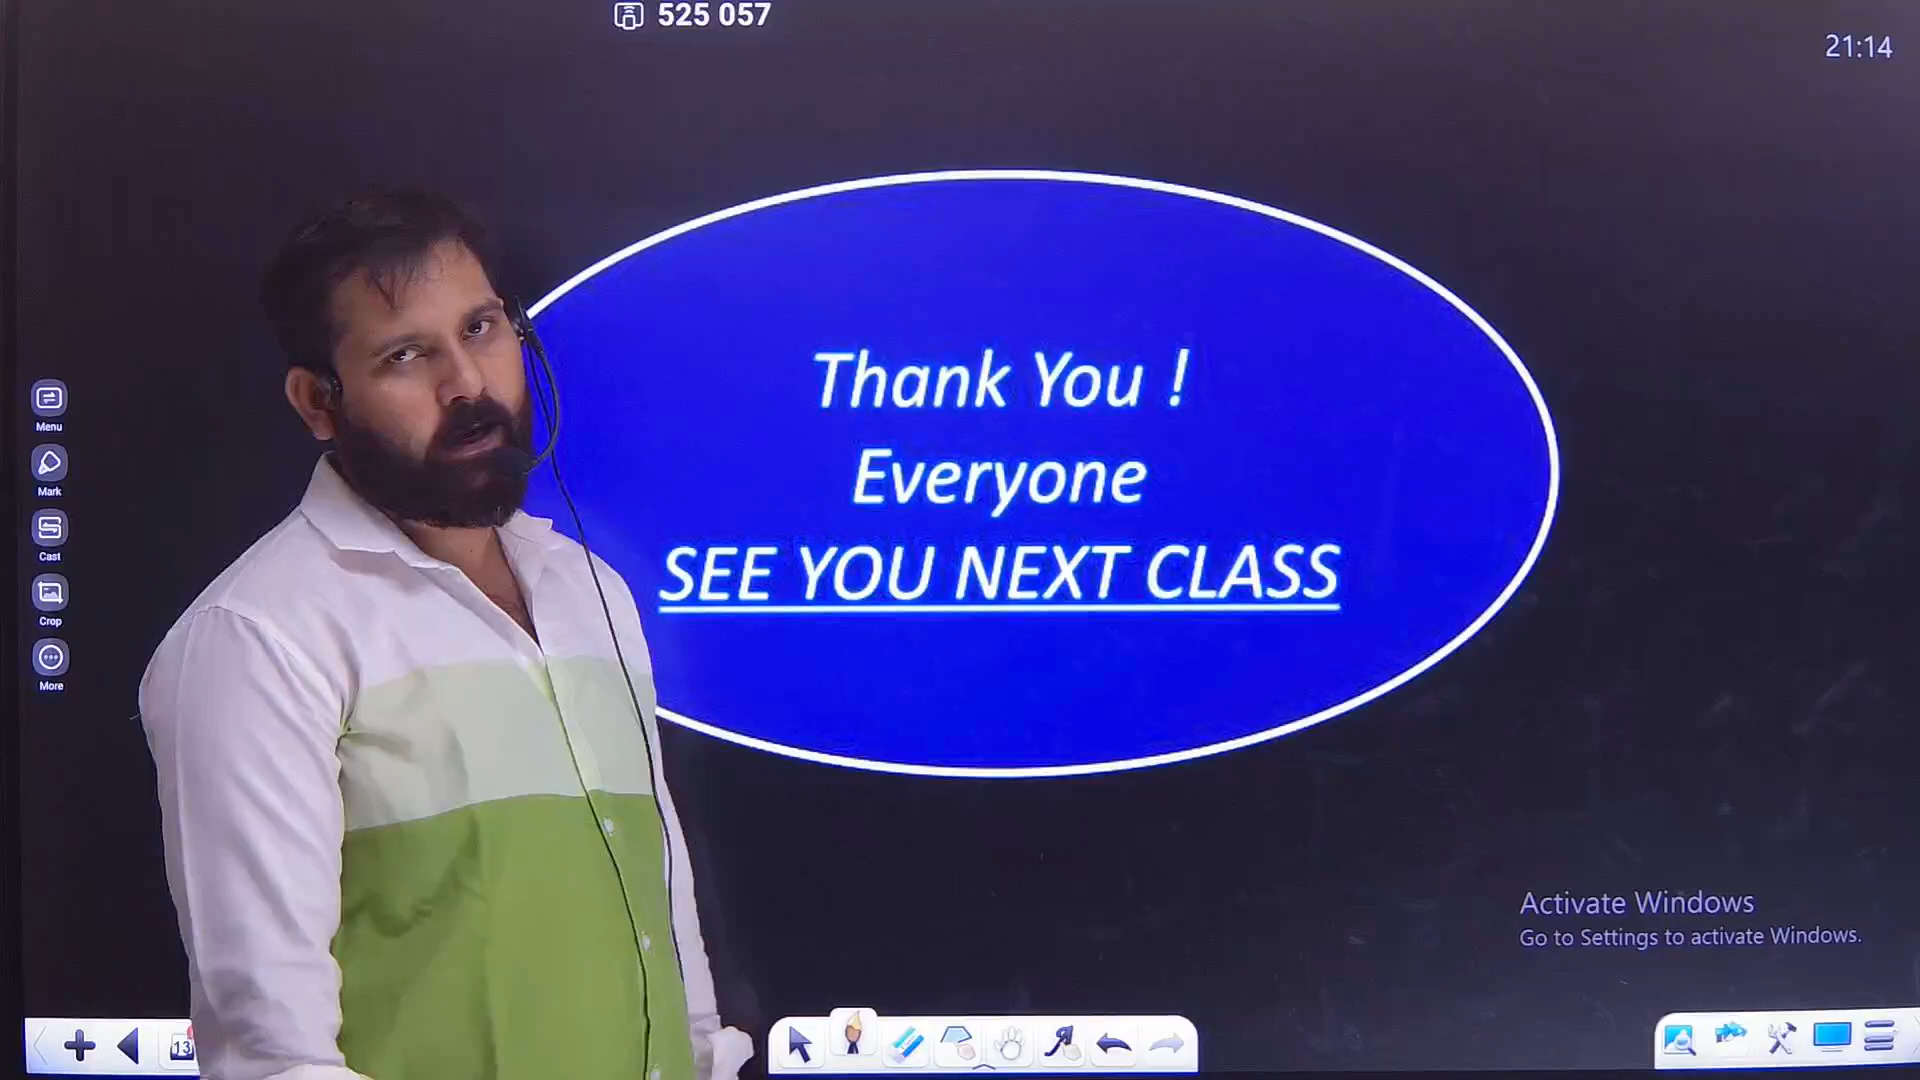 525 057
21:14
Thank You !
Everyone
SEE YOU NEXT CLASS
Menu
Mark
Cast
Crop
More
Activate Windows
Go to Settings to activate Windows.
13